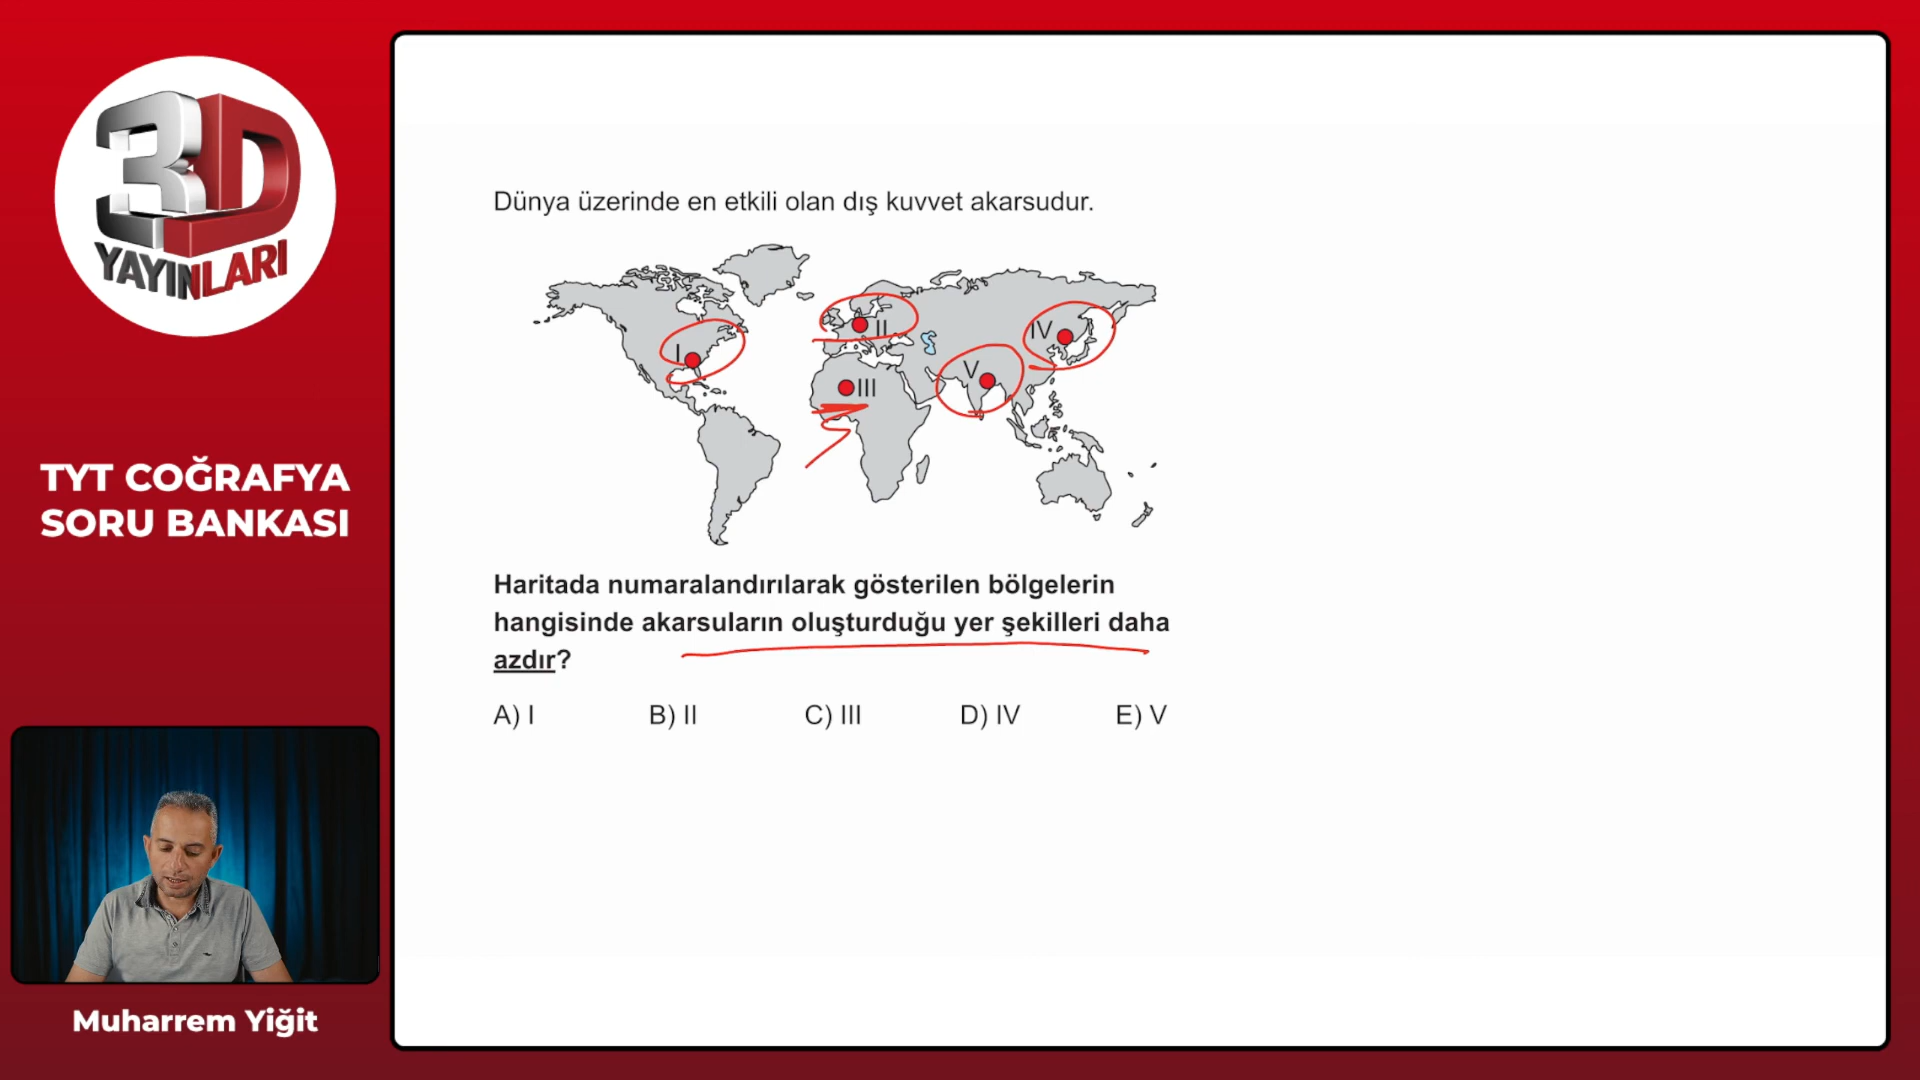 3D
YAYINLARI
TYT COĞRAFYA
SORU BANKASI
Muharrem Yiğit
Dünya üzerinde en etkili olan dış kuvvet akarsudur.
I
II
III
IV
V
Haritada numaralandırılarak gösterilen bölgelerin
hangisinde akarsuların oluşturduğu yer şekilleri daha
azdır?
A) I B) II C) III D) IV E) V